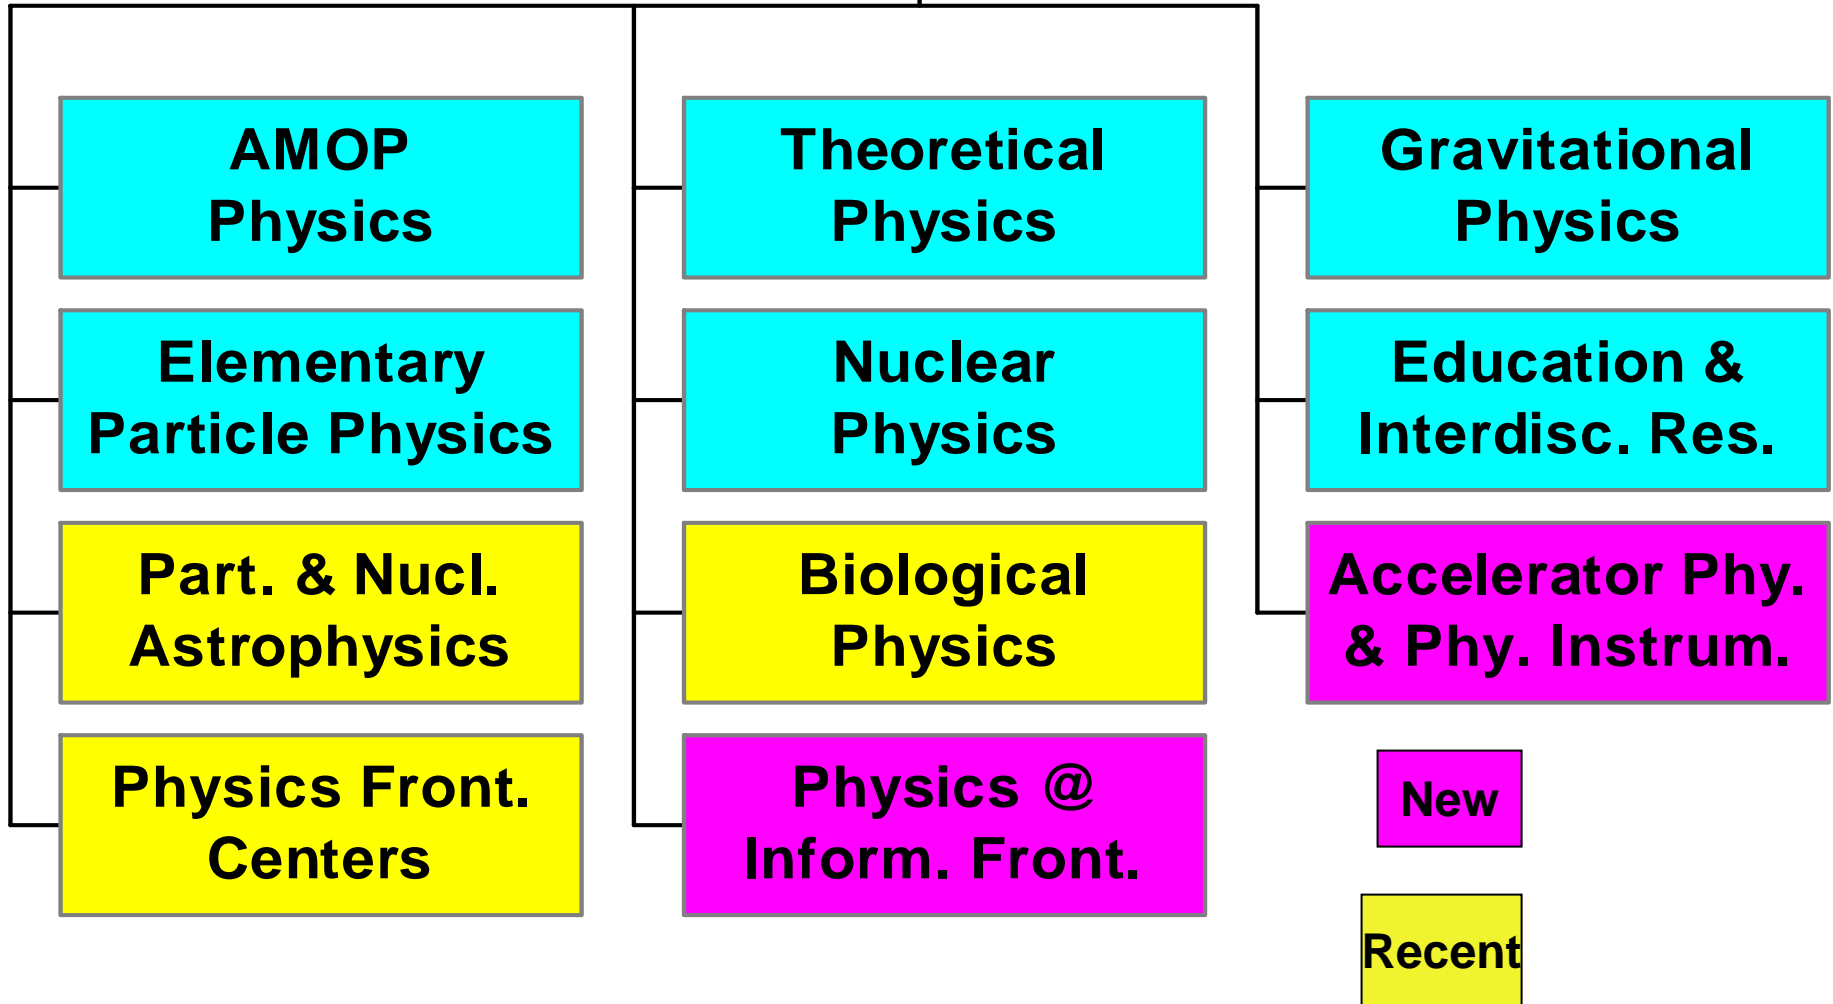 AMOP
Physics
Theoretical
Physics
Gravitational
Physics
Elementary
Particle Physics
Nuclear
Physics
Education &
Interdisc. Res.
Part. & Nucl.
Astrophysics
Biological
Physics
Accelerator Phy.
& Phy. Instrum.
Physics Front.
Centers
Physics @
Inform. Front.
New
Recent